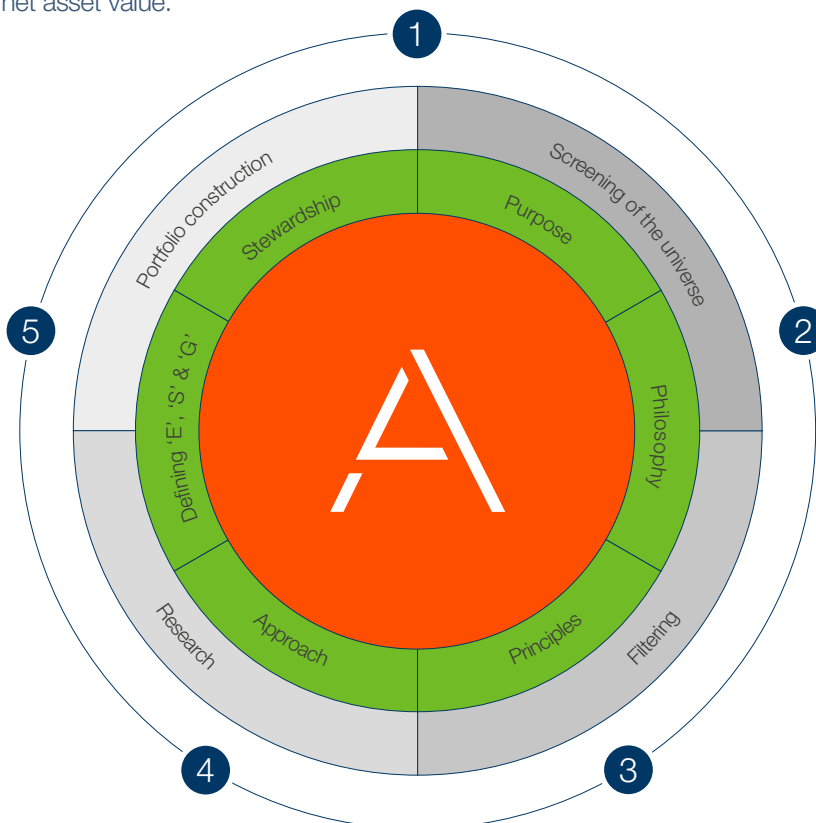 net asset value.
1
Screening of the universe
2
Filtering
3
Research
4
Portfolio construction
5
Purpose
Philosophy
Principles
Approach
Defining ‘E’, ‘S’ & ‘G’
Stewardship
A